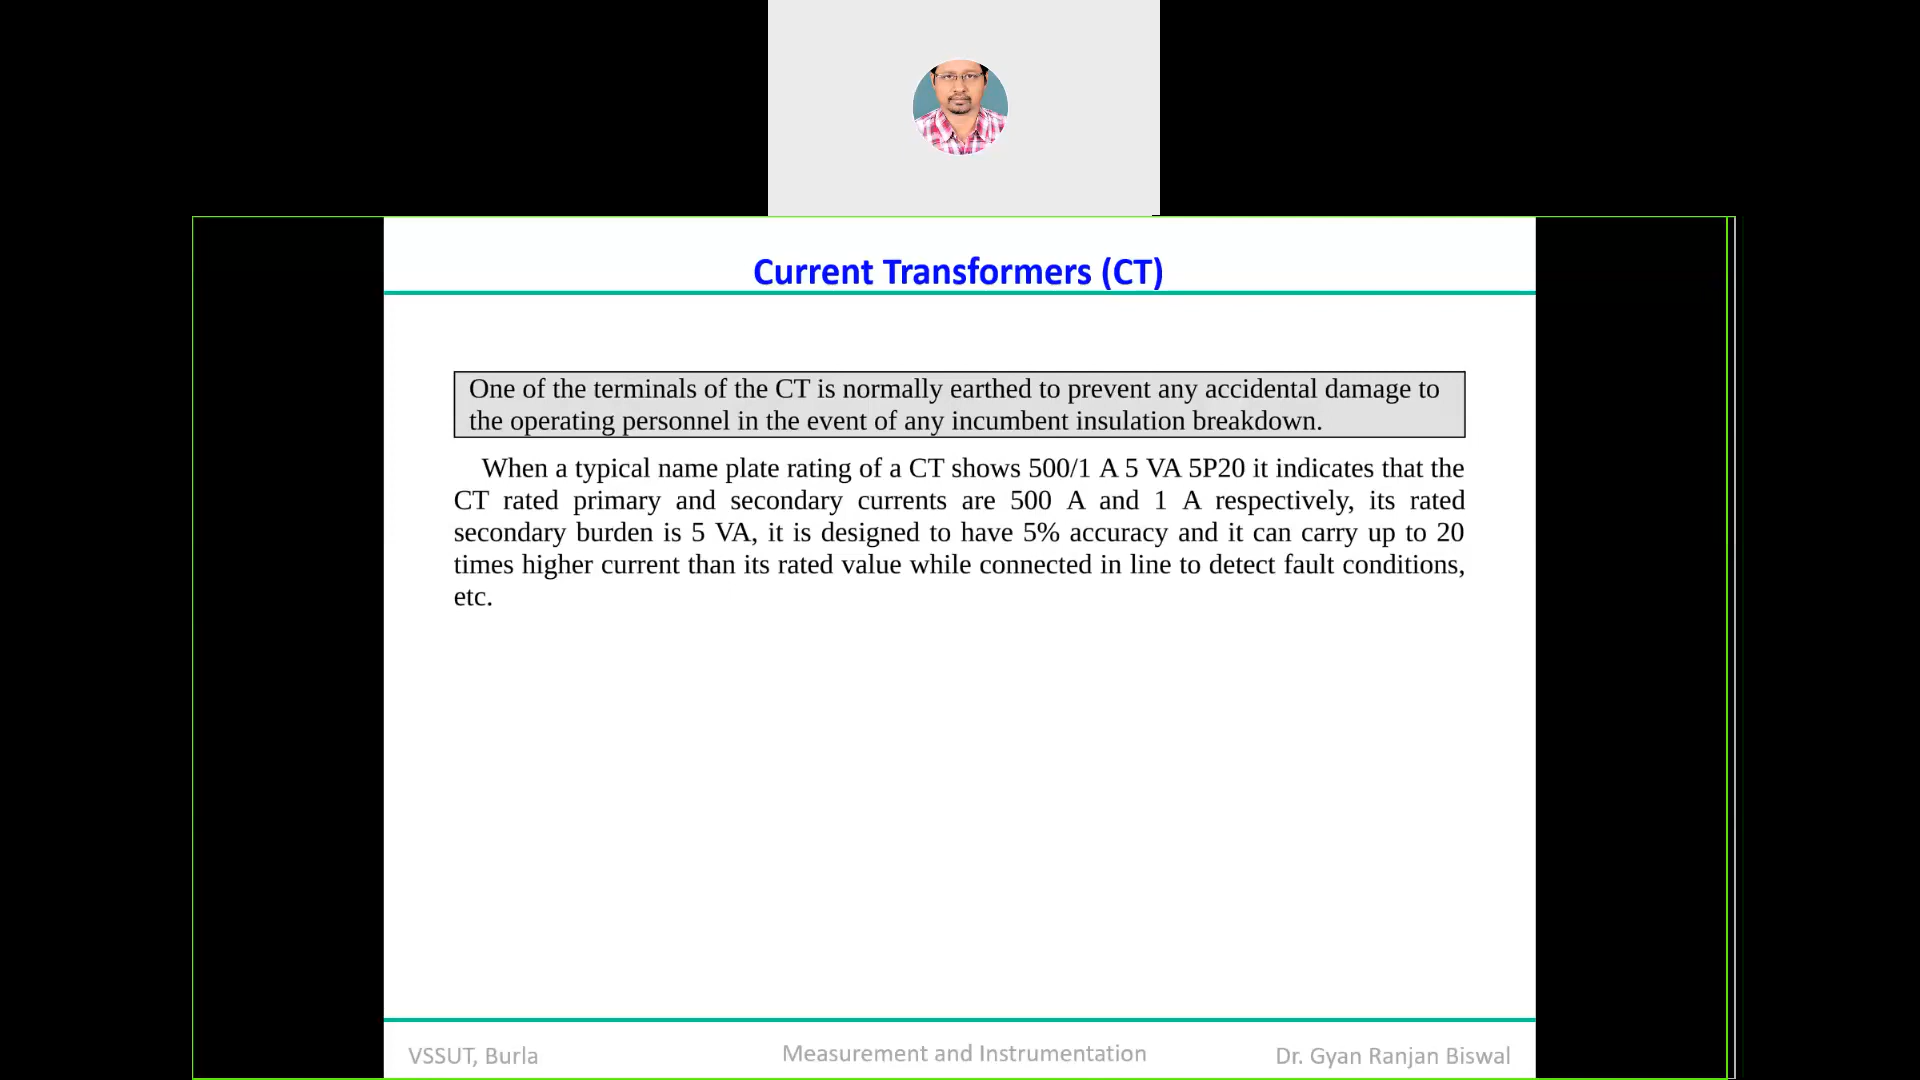 Current Transformers (CT)
One of the terminals of the CT is normally earthed to prevent any accidental damage to
the operating personnel in the event of any incumbent insulation breakdown.
When a typical name plate rating of a CT shows 500/1 A 5 VA 5P20 it indicates that the
CT rated primary and secondary currents are 500 A and 1 A respectively, its rated
secondary burden is 5 VA, it is designed to have 5% accuracy and it can carry up to 20
times higher current than its rated value while connected in line to detect fault conditions,
etc.
VSSUT, Burla
Measurement and Instrumentation
Dr. Gyan Ranjan Biswal